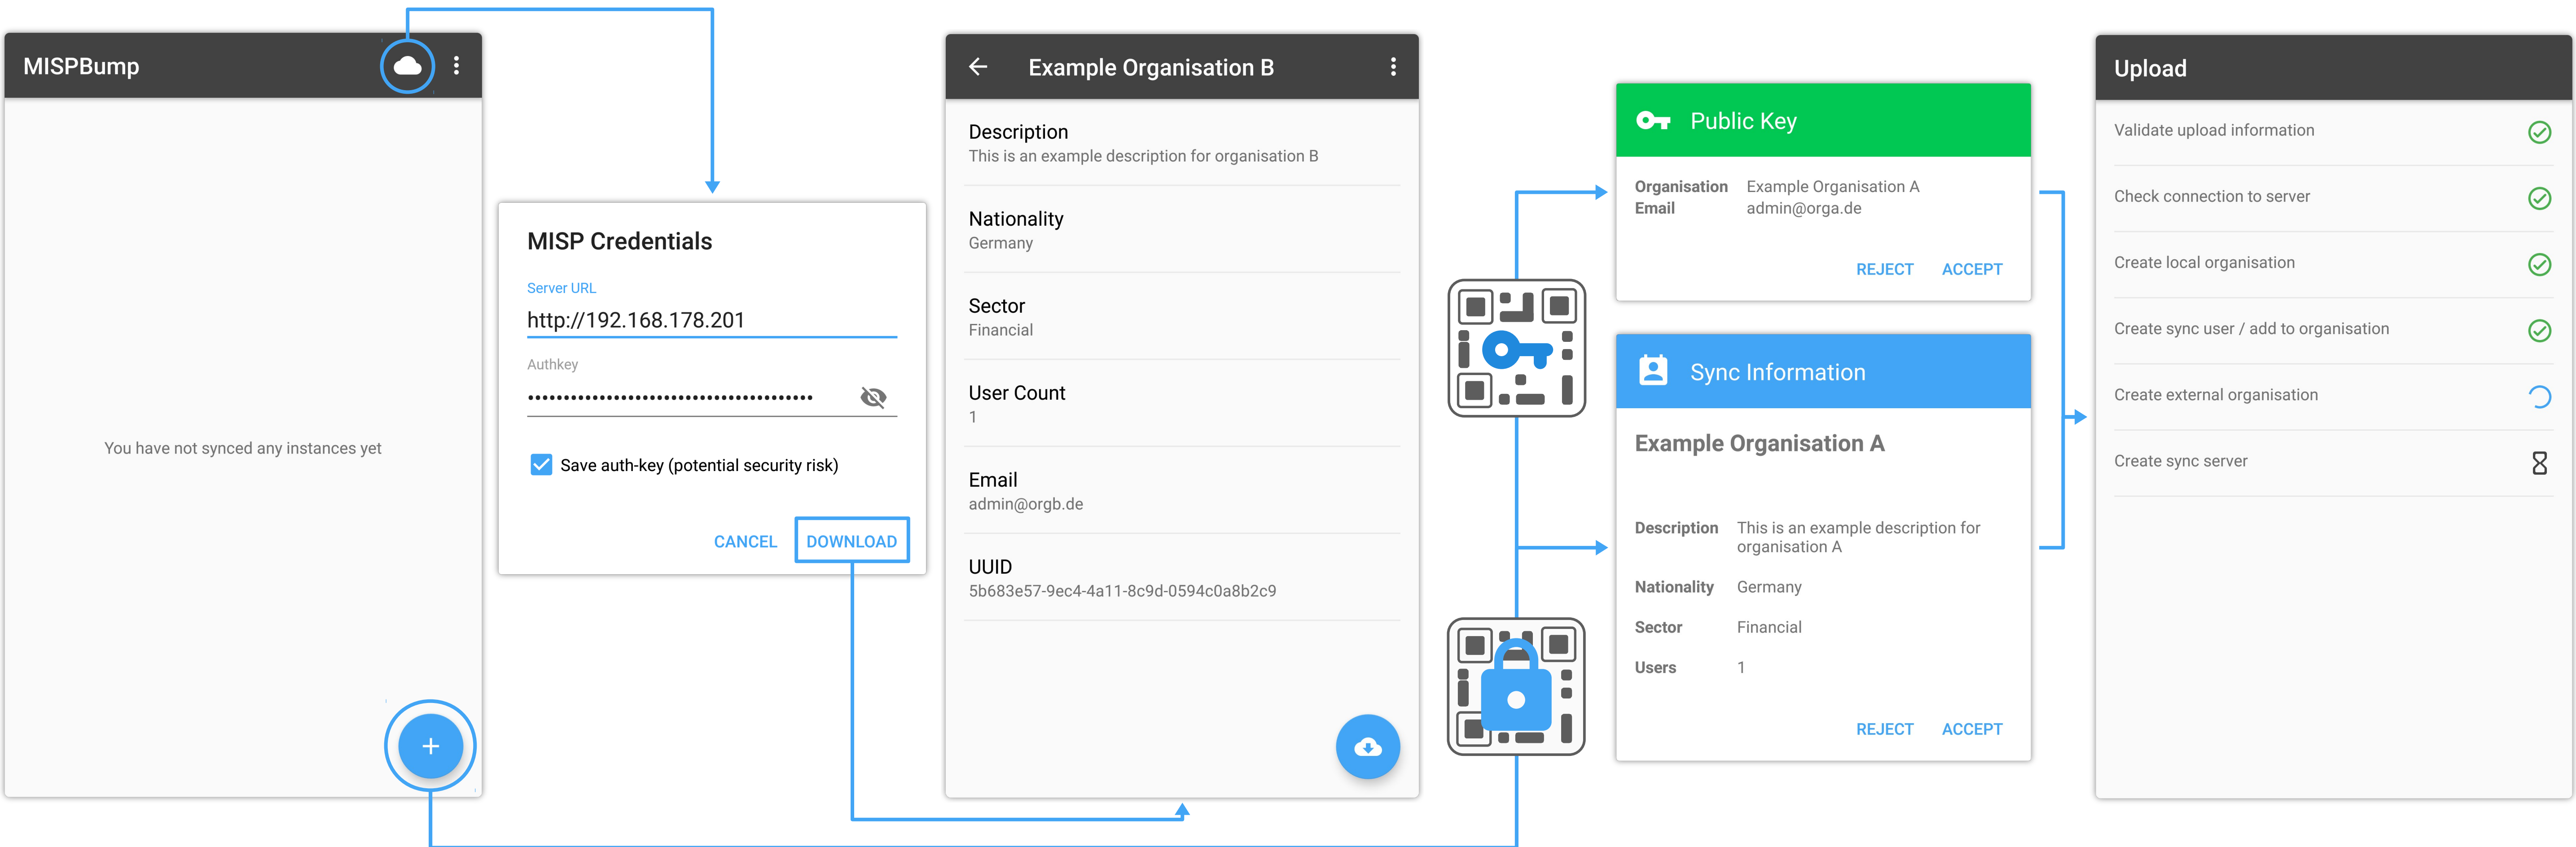 MISPBump
You have not synced any instances yet
MISP Credentials
Server URL
http://192.168.178.201
Authkey
••••••••••••••••••••••••••••••••••••••••
Save auth-key (potential security risk)
CANCEL DOWNLOAD
Example Organisation B
Description
This is an example description for organisation B
Nationality
Germany
Sector
Financial
User Count
1
Email
admin@orgb.de
UUID
5b683e57-9ec4-4a11-8c9d-0594c0a8b2c9
Public Key
Organisation Example Organisation A
Email admin@orga.de
REJECT ACCEPT
Sync Information
Example Organisation A
Description This is an example description for
organisation A
Nationality Germany
Sector Financial
Users 1
REJECT ACCEPT
Upload
Validate upload information
Check connection to server
Create local organisation
Create sync user / add to organisation
Create external organisation
Create sync server